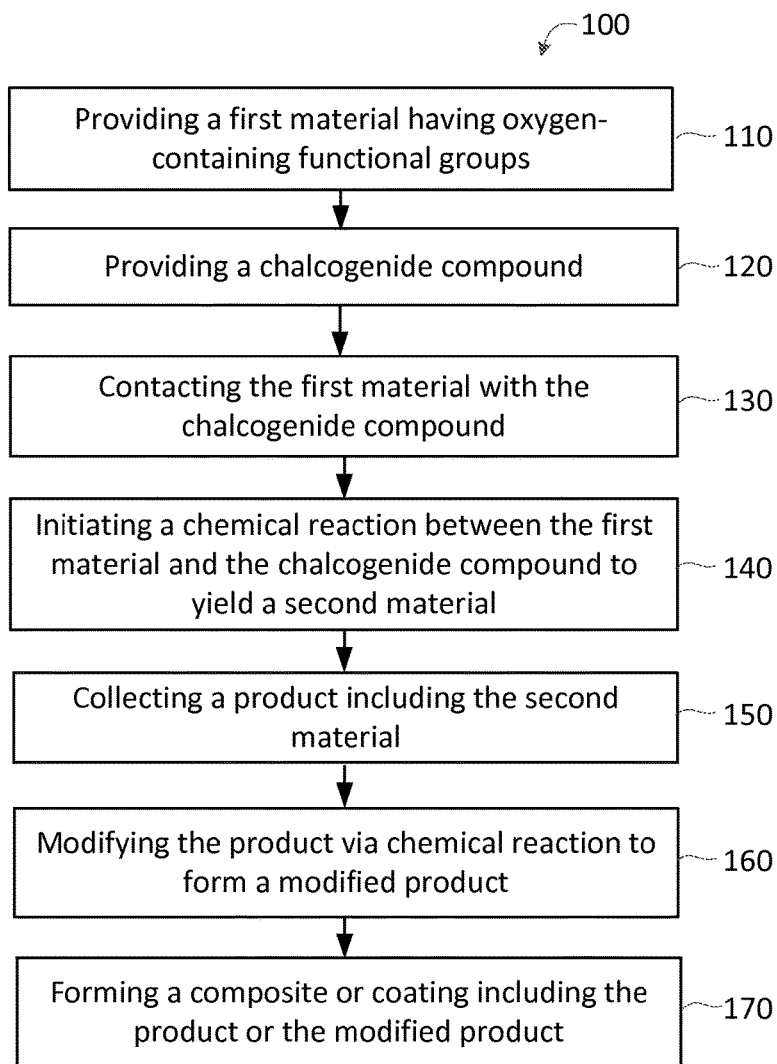 100
Providing a first material having oxygen-
containing functional groups
110
Providing a chalcogenide compound
120
Contacting the first material with the
chalcogenide compound
130
Initiating a chemical reaction between the first
material and the chalcogenide compound to
yield a second material
140
Collecting a product including the second
material
150
Modifying the product via chemical reaction to
form a modified product
160
Forming a composite or coating including the
product or the modified product
170